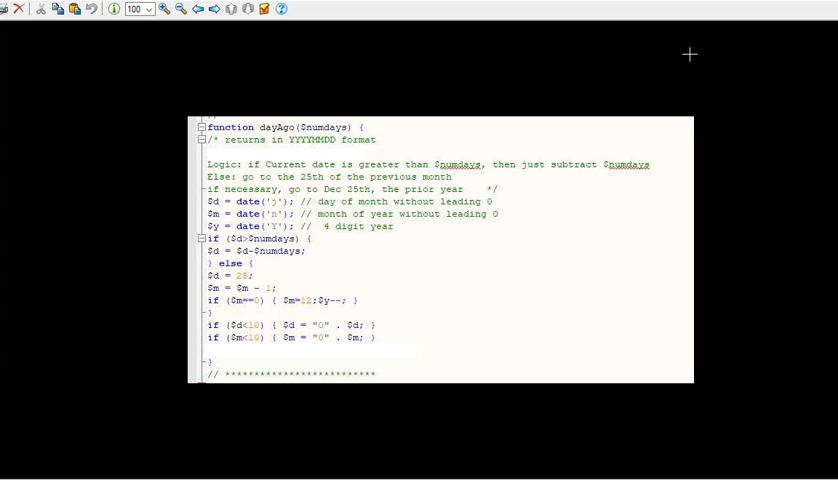 100
function dayAgo($numdays) {
/* returns in YYYYMMDD format
Logic: if Current date is greater than $numdays, then just subtract $numdays
Else: go to the 25th of the previous month
if necessary, go to Dec 25th, the prior year */
$d = date('j'); // day of month without leading 0
$m = date('n'); // month of year without leading 0
$y = date('Y'); // 4 digit year
if ($d>$numdays) {
$d = $d-$numdays;
} else {
$d = 25;
$m = $m - 1;
if ($m==0) { $m=12;$y--; }
}
if ($d<10) { $d = "0" . $d; }
if ($m<10) { $m = "0" . $m; }
}
// **************************